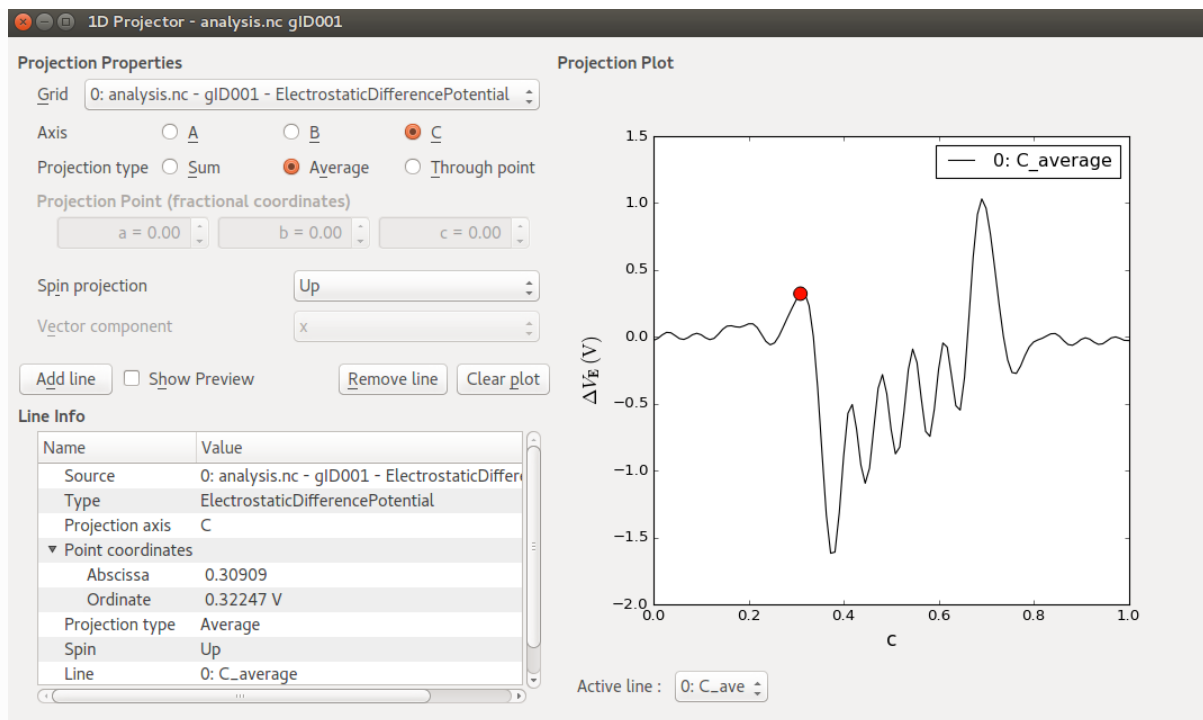 1D Projector - analysis.nc gID001
Projection Properties
Grid 0: analysis.nc - gID001 - ElectrostaticDifferencePotential
Axis A B C
Projection type Sum Average Through point
Projection Point (fractional coordinates)
a = 0.00 b = 0.00 c = 0.00
Spin projection Up
Vector component x
Add line Show Preview Remove line Clear plot
Line Info
Name Value
Source 0: analysis.nc - gID001 - ElectrostaticDiffer
Type ElectrostaticDifferencePotential
Projection axis C
Point coordinates
Abscissa 0.30909
Ordinate 0.32247 V
Projection type Average
Spin Up
Line 0: C_average
Projection Plot
0: C_average
1.5
1.0
0.5
0.0
−0.5
−1.0
−1.5
−2.0
ΔV_E (V)
0.0 0.2 0.4 0.6 0.8 1.0
c
Active line : 0: C_ave